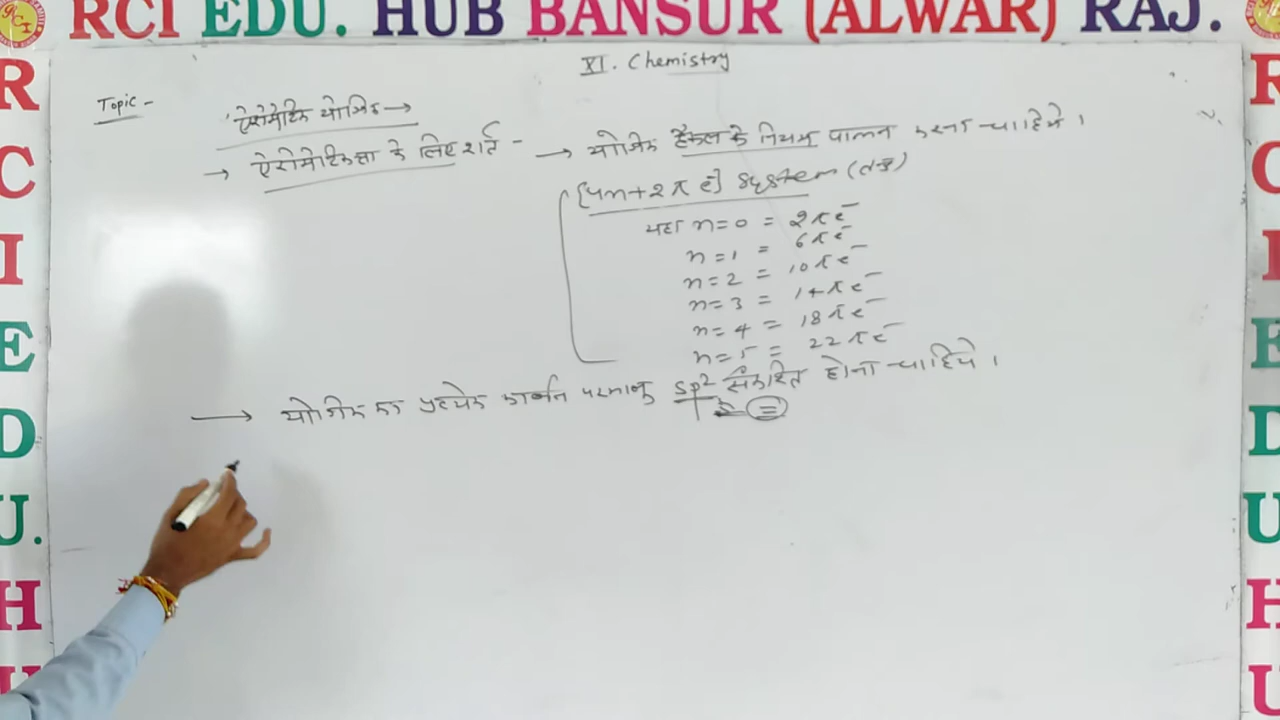 RCI EDU. HUB BANSUR (ALWAR) RAJ.
XI. Chemistry
Topic -
ऐरोमेटिक यौगिक →
→ ऐरोमेटिकता के लिए शर्त - → यौगिक हैकल के नियम पालन करना चाहिये।
[4n+2 π e⁻] System (तंत्र)
यहा n=0 = 2πe⁻
n=1 = 6πe⁻
n=2 = 10πe⁻
n=3 = 14πe⁻
n=4 = 18πe⁻
n=5 = 22πe⁻
→ यौगिक का प्रत्येक कार्बन परमाणु sp² संकरित होना चाहिये।
=
R C I E D U. H U
R C I E D U. H U